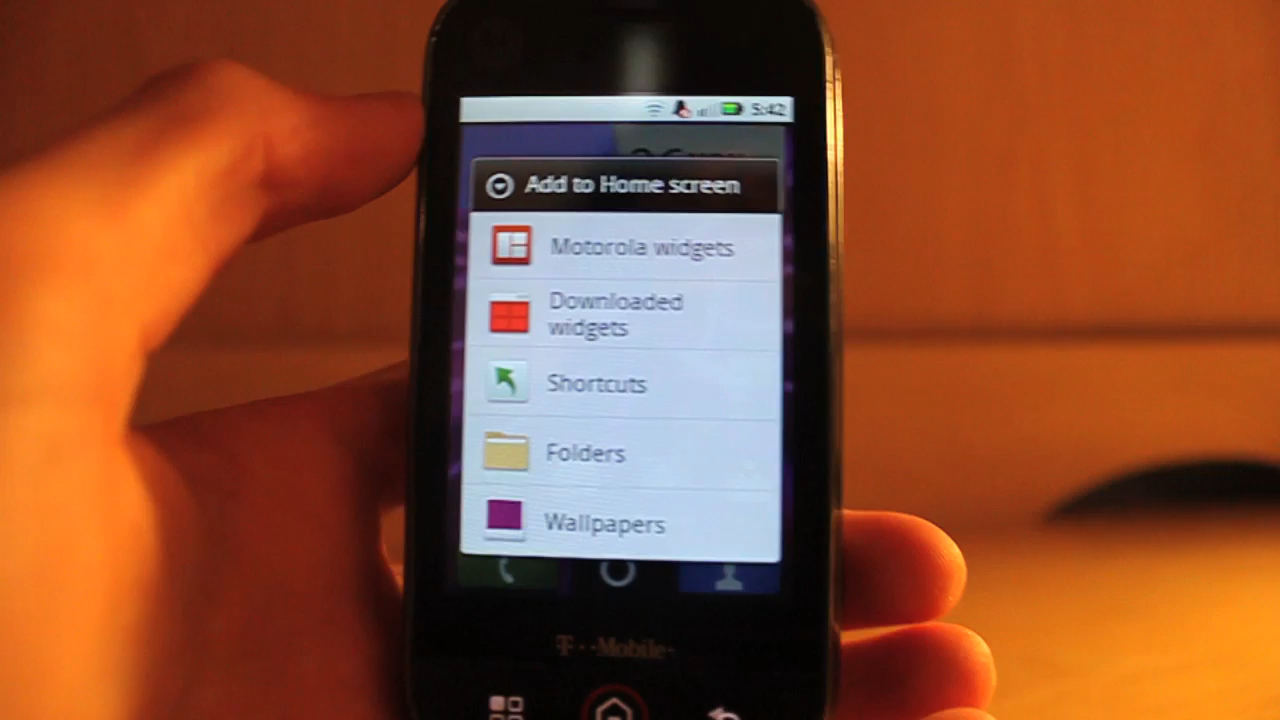 5:42
Add to Home screen
Motorola widgets
Downloaded
widgets
Shortcuts
Folders
Wallpapers
T··Mobile·